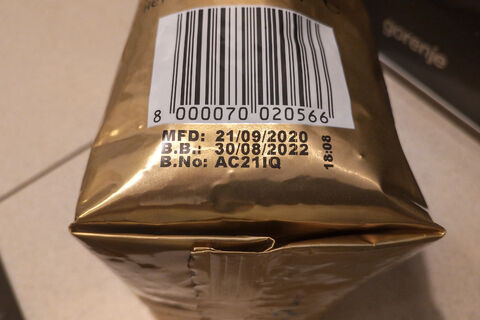 gorenje
8 000070 020566
MFD: 21/09/2020
B.B.: 30/08/2022
B.No: AC21IQ
18:08